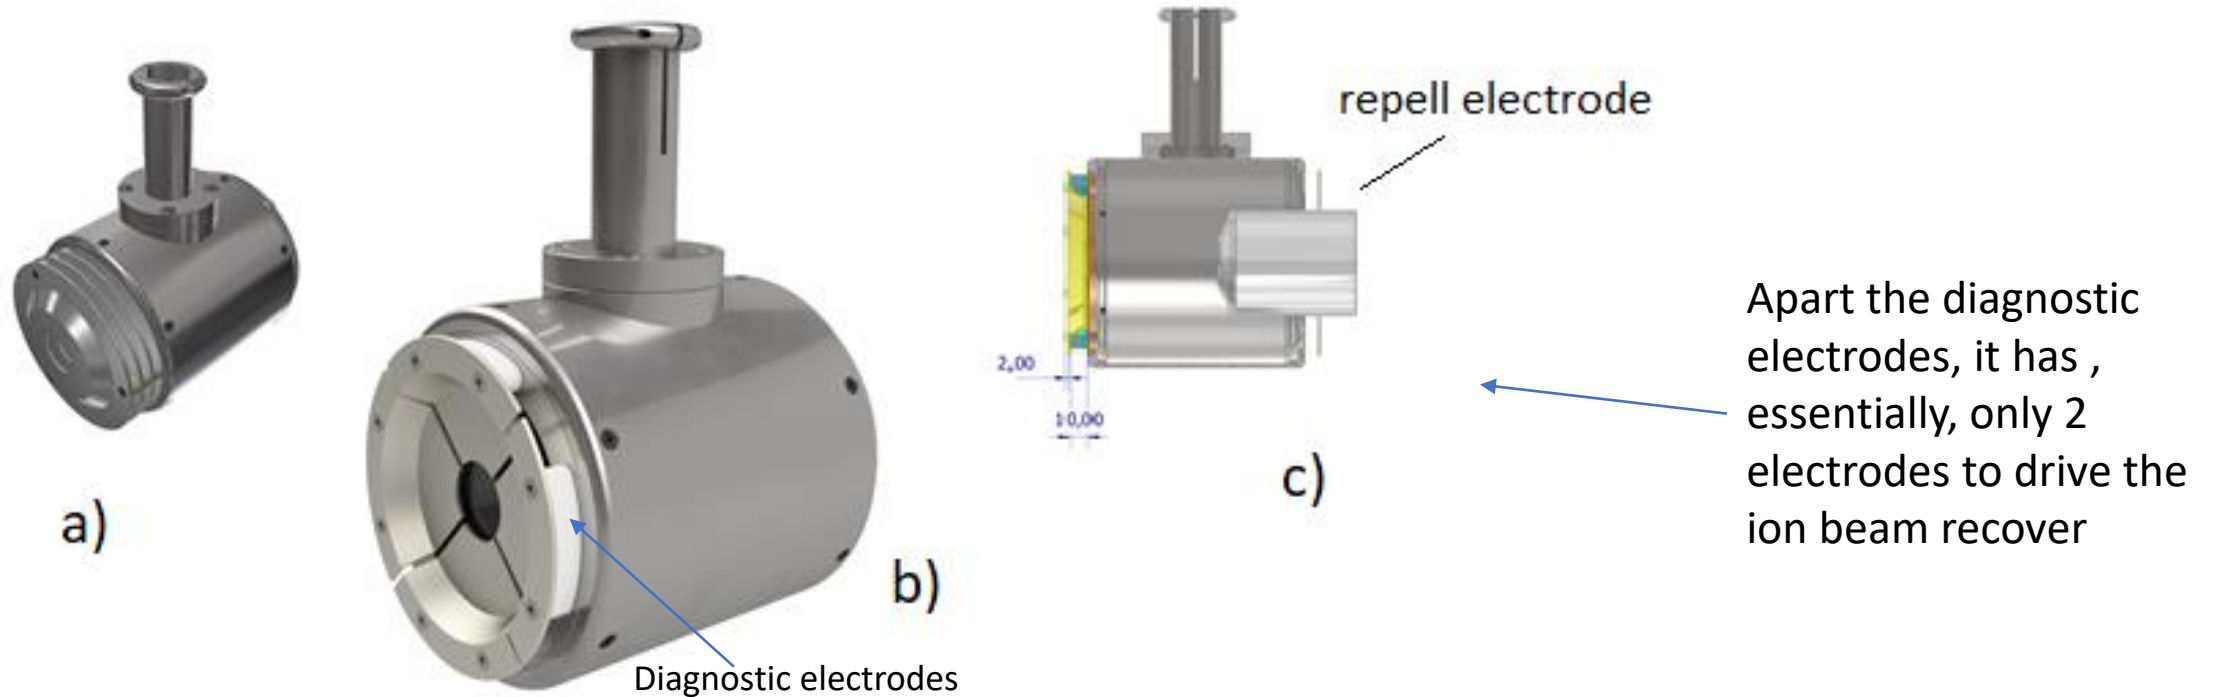 a)
b)
Diagnostic electrodes
repell electrode
2,00
10,00
c)
Apart the diagnostic
electrodes, it has ,
essentially, only 2
electrodes to drive the
ion beam recover